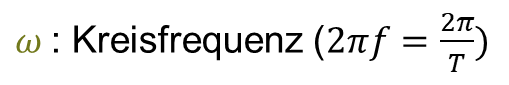 ω : Kreisfrequenz (2πf = 2π/T)